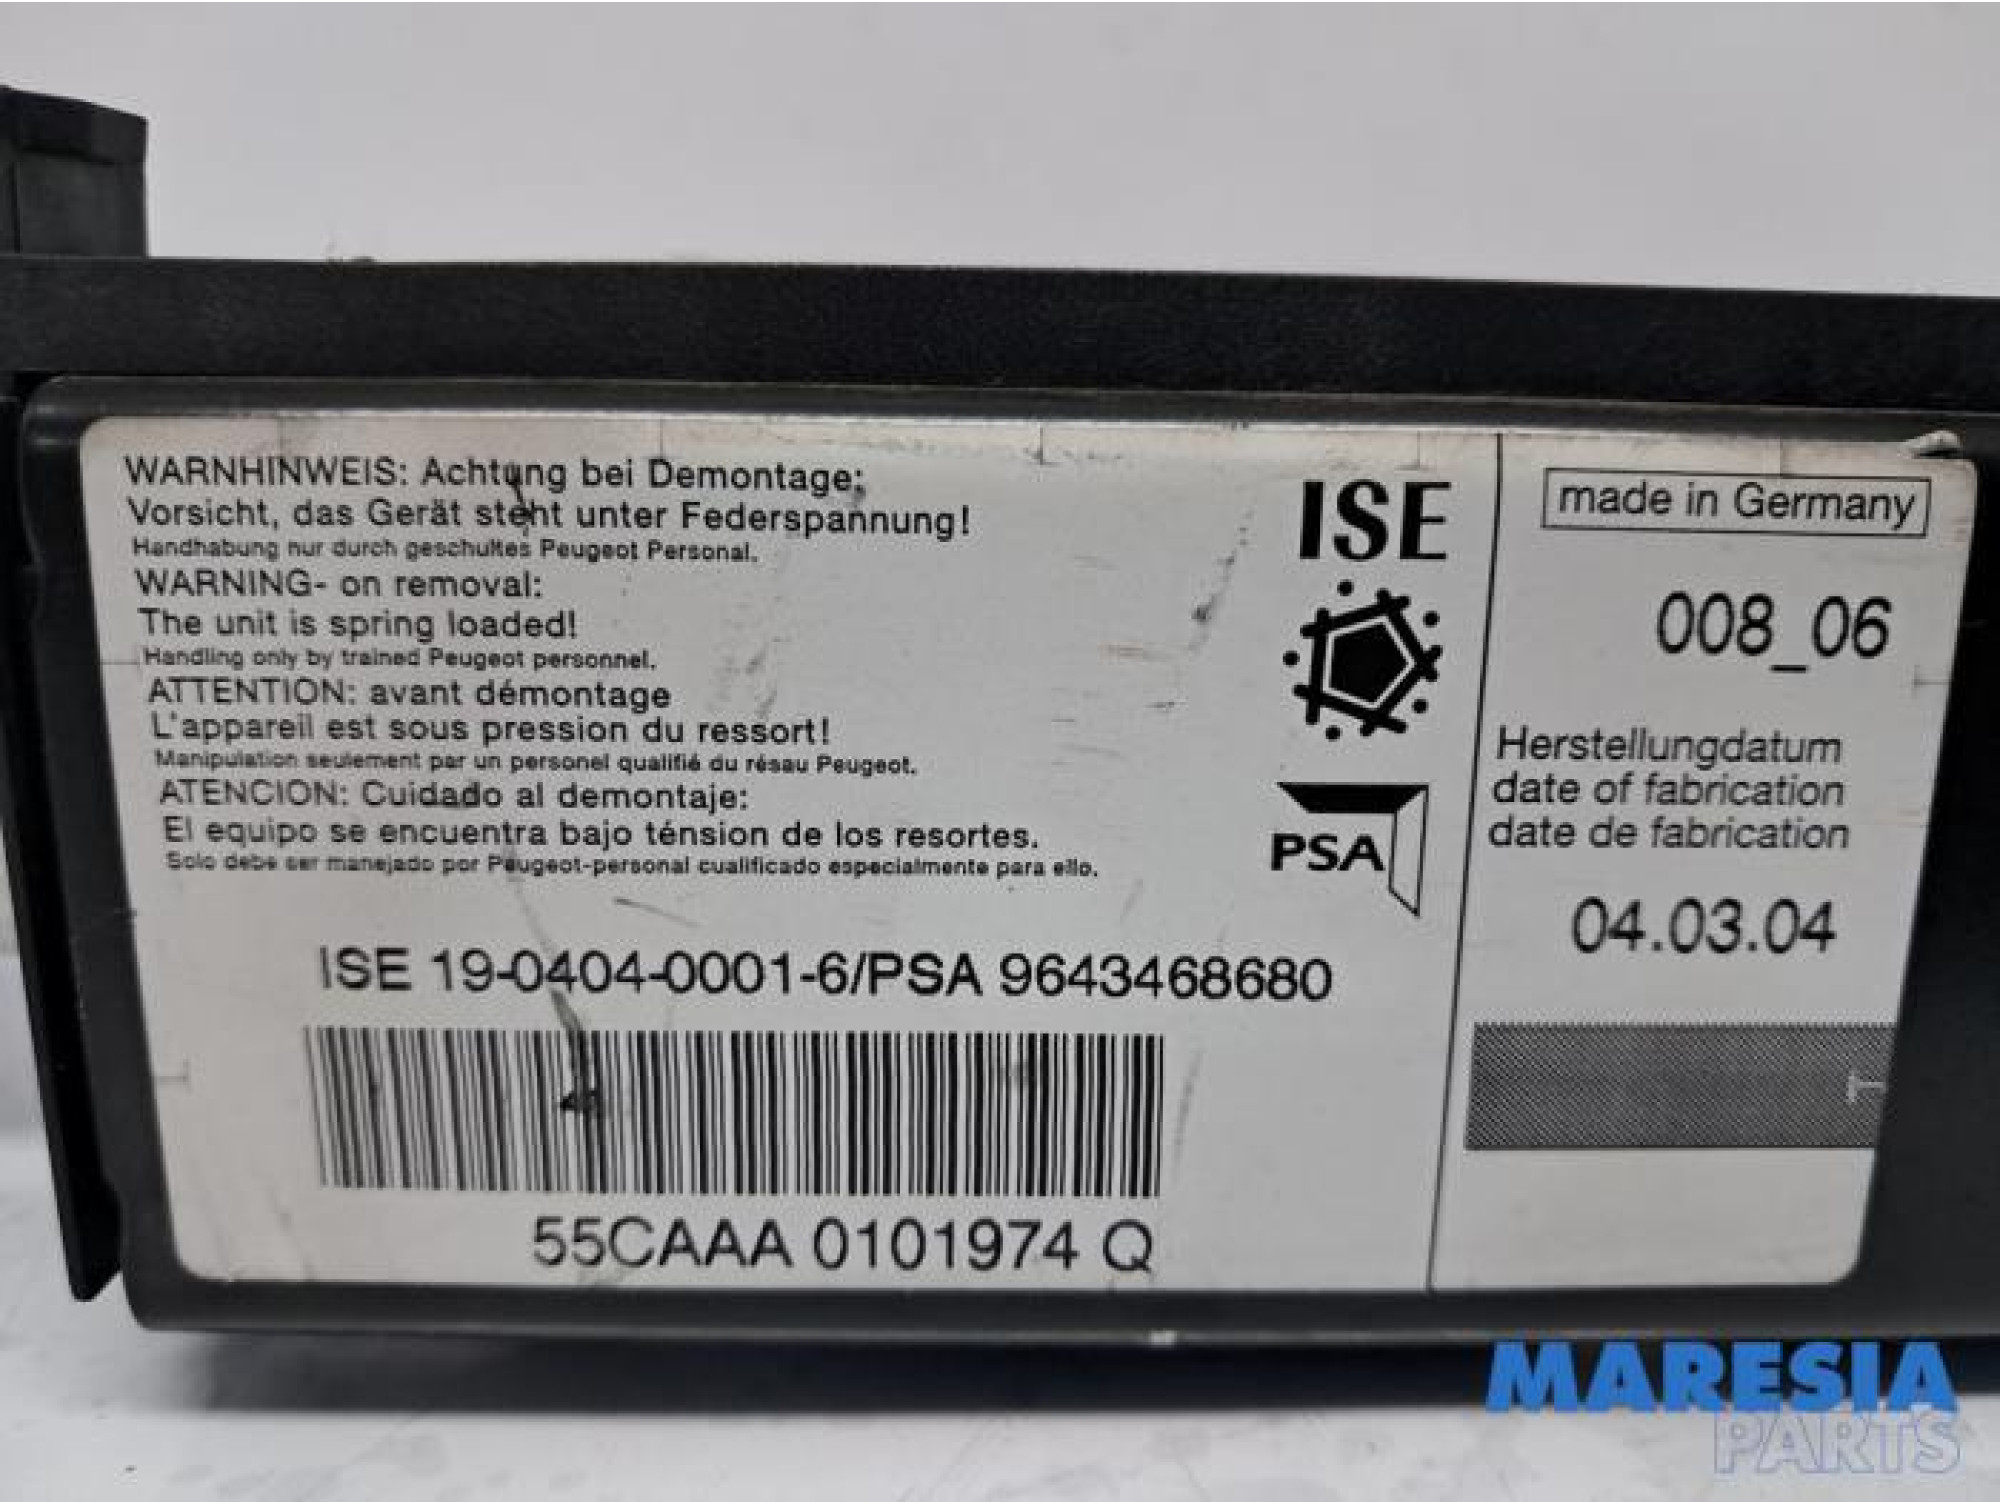 WARNHINWEIS: Achtung bei Demontage:
Vorsicht, das Gerät steht unter Federspannung!
Handhabung nur durch geschultes Peugeot Personal.
WARNING- on removal:
The unit is spring loaded!
Handling only by trained Peugeot personnel.
ATTENTION: avant démontage
L'appareil est sous pression du ressort!
Manipulation seulement par un personel qualifié du résau Peugeot.
ATENCION: Cuidado al demontaje:
El equipo se encuentra bajo ténsion de los resortes.
Solo debe ser manejado por Peugeot-personal cualificado especialmente para ello.
ISE
PSA
ISE 19-0404-0001-6/PSA 9643468680
55CAAA 0101974 Q
made in Germany
008_06
Herstellungdatum
date of fabrication
date de fabrication
04.03.04
T
MARESIA
PARTS